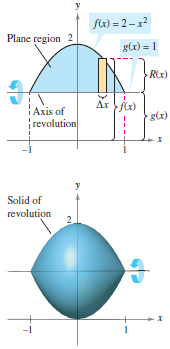 y
f(x) = 2 – x²
Plane region 2
g(x) = 1
R(x)
Δx
f(x)
g(x)
Axis of
revolution
x
−1
1
y
Solid of
revolution
2
x
−1
1